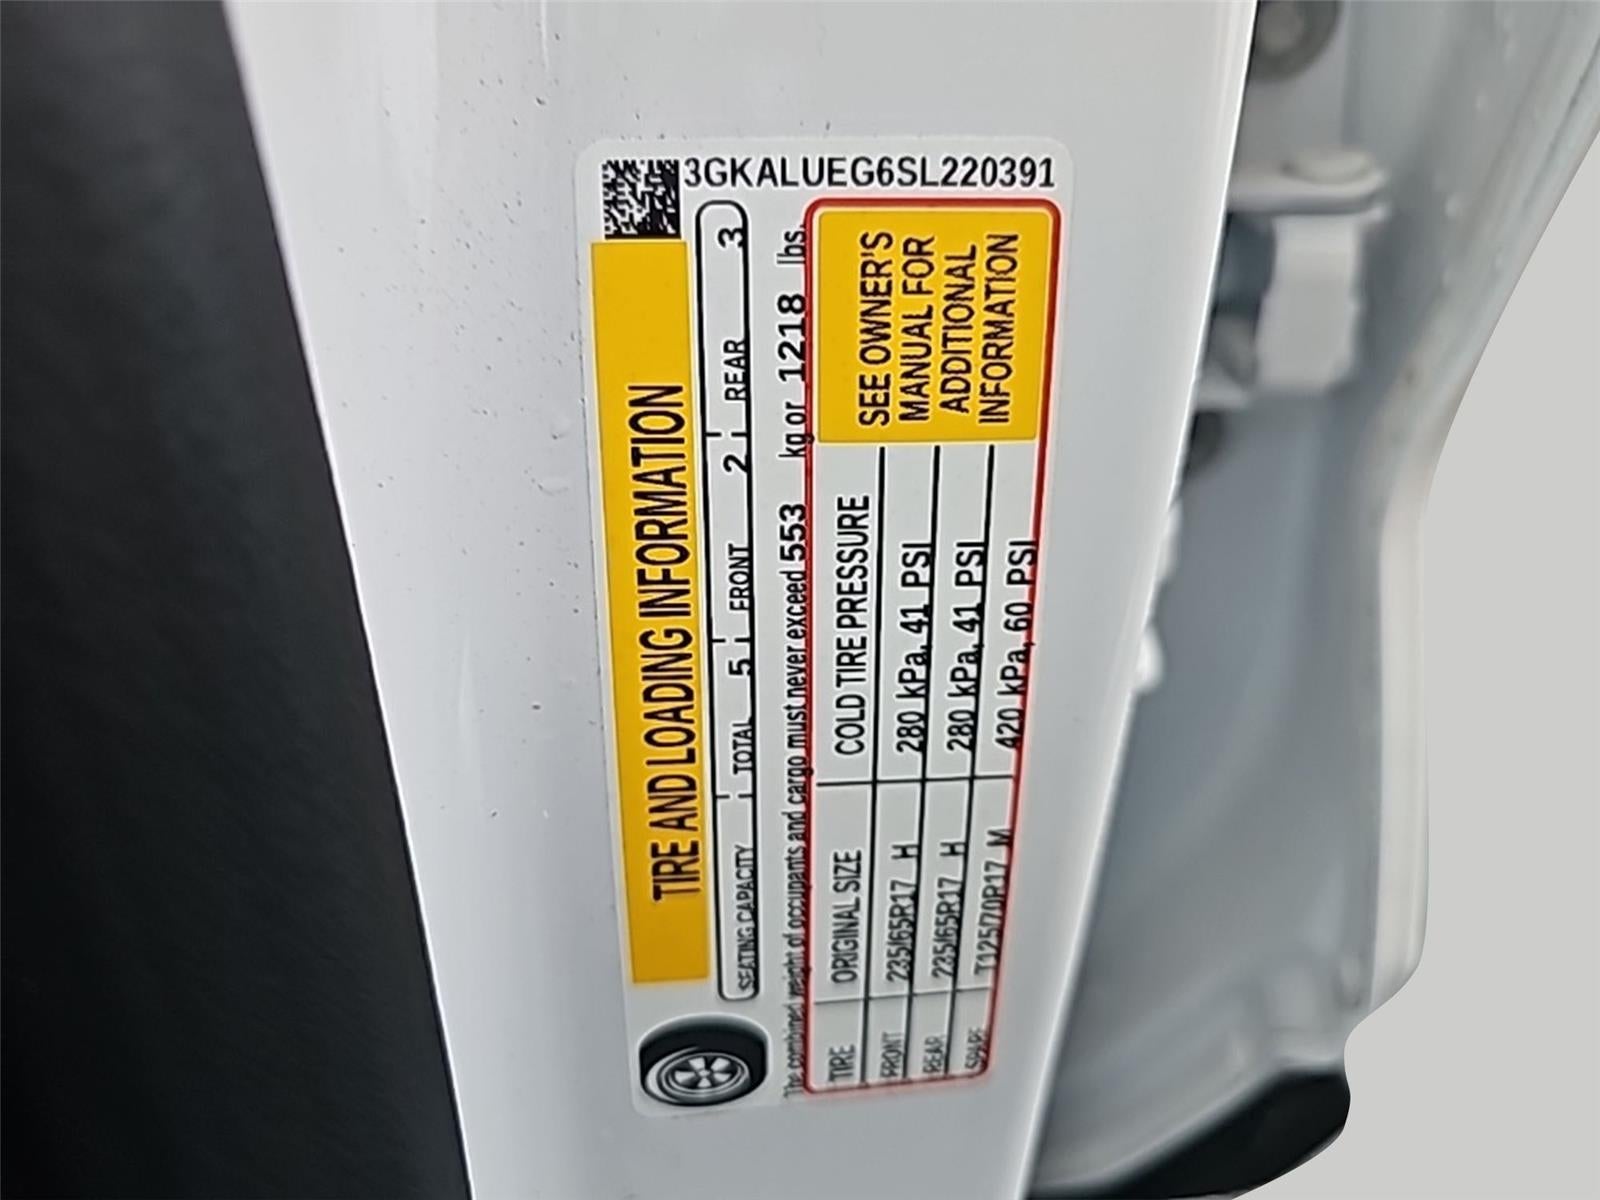 3GKALUEG6SL220391
TIRE AND LOADING INFORMATION
SEATING CAPACITY TOTAL 5 FRONT 2 REAR 3
The combined weight of occupants and cargo must never exceed 553 kg or 1218 lbs.
TIRE ORIGINAL SIZE COLD TIRE PRESSURE
FRONT 235/65R17 H 280 kPa, 41 PSI
REAR 235/65R17 H 280 kPa, 41 PSI
SPARE T125/70R17 M 420 kPa, 60 PSI
SEE OWNER'S
MANUAL FOR
ADDITIONAL
INFORMATION